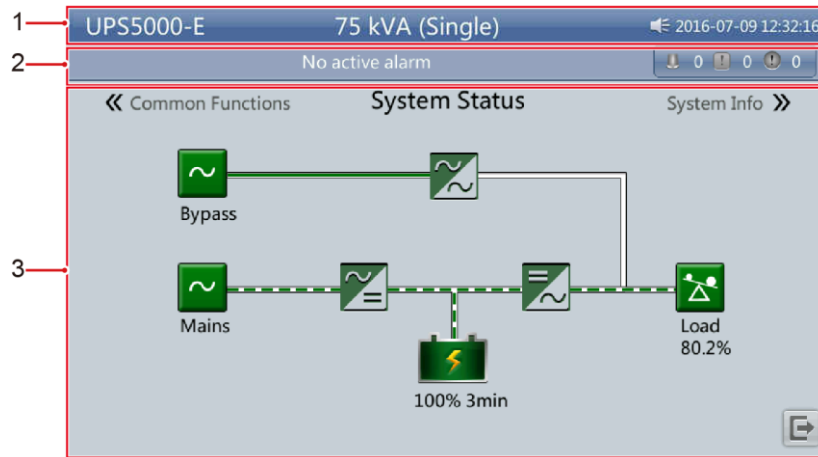 1
UPS5000-E 75 kVA (Single) 2016-07-09 12:32:16
2
No active alarm 0 0 0
« Common Functions System Status System Info »
Bypass
3
Mains
Load
80.2%
100% 3min